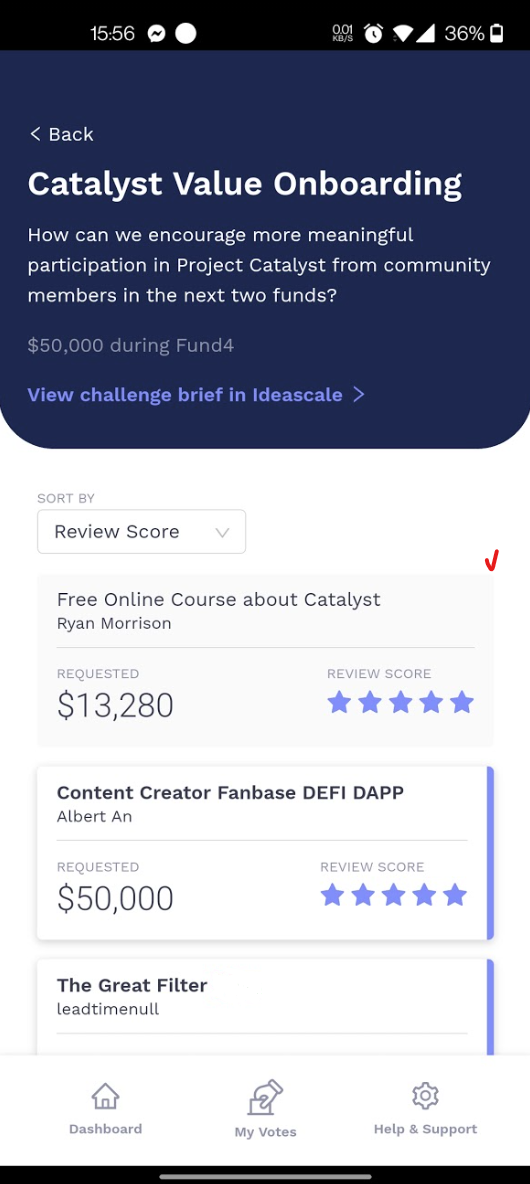 15:56
0.01
KB/S
36%
Back
Catalyst Value Onboarding
How can we encourage more meaningful
participation in Project Catalyst from community
members in the next two funds?
$50,000 during Fund4
View challenge brief in Ideascale
SORT BY
Review Score
Free Online Course about Catalyst
Ryan Morrison
REQUESTED
REVIEW SCORE
$13,280
Content Creator Fanbase DEFI DAPP
Albert An
REQUESTED
REVIEW SCORE
$50,000
The Great Filter
leadtimenull
Dashboard
My Votes
Help & Support